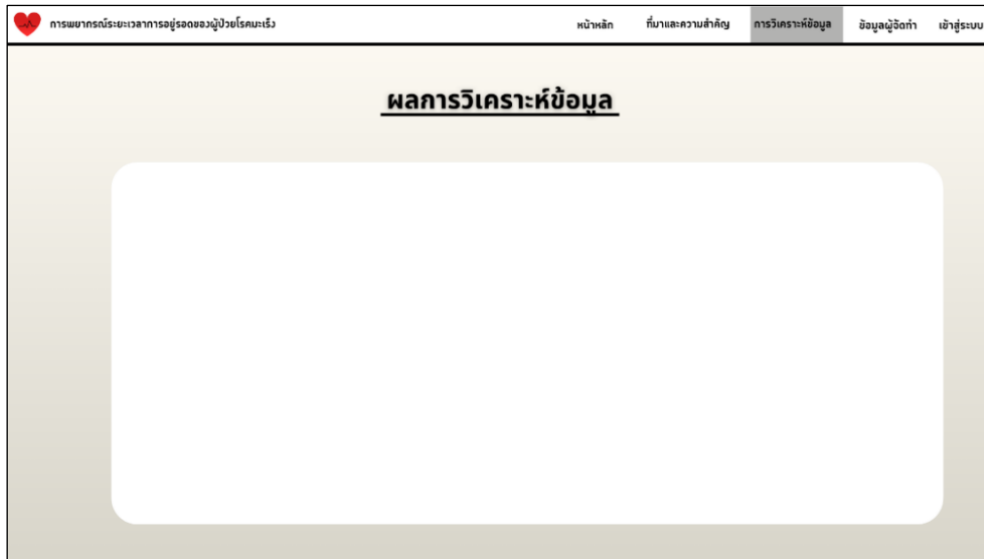 การพยากรณ์ระยะเวลาการอยู่รอดของผู้ป่วยโรคมะเร็ง
หน้าหลัก ที่มาและความสำคัญ การวิเคราะห์ข้อมูล ข้อมูลผู้จัดทำ เข้าสู่ระบบ
ผลการวิเคราะห์ข้อมูล